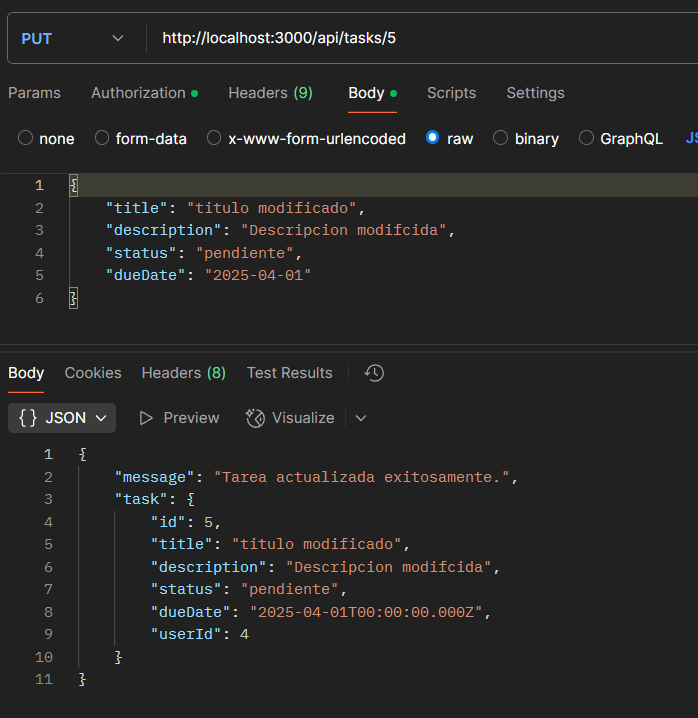 PUT http://localhost:3000/api/tasks/5
Params Authorization Headers (9) Body Scripts Settings
none form-data x-www-form-urlencoded raw binary GraphQL JS
1 {
2 "title": "titulo modificado",
3 "description": "Descripcion modifcida",
4 "status": "pendiente",
5 "dueDate": "2025-04-01"
6 }
Body Cookies Headers (8) Test Results
{} JSON Preview Visualize
1 {
2 "message": "Tarea actualizada exitosamente.",
3 "task": {
4 "id": 5,
5 "title": "titulo modificado",
6 "description": "Descripcion modifcida",
7 "status": "pendiente",
8 "dueDate": "2025-04-01T00:00:00.000Z",
9 "userId": 4
10 }
11 }